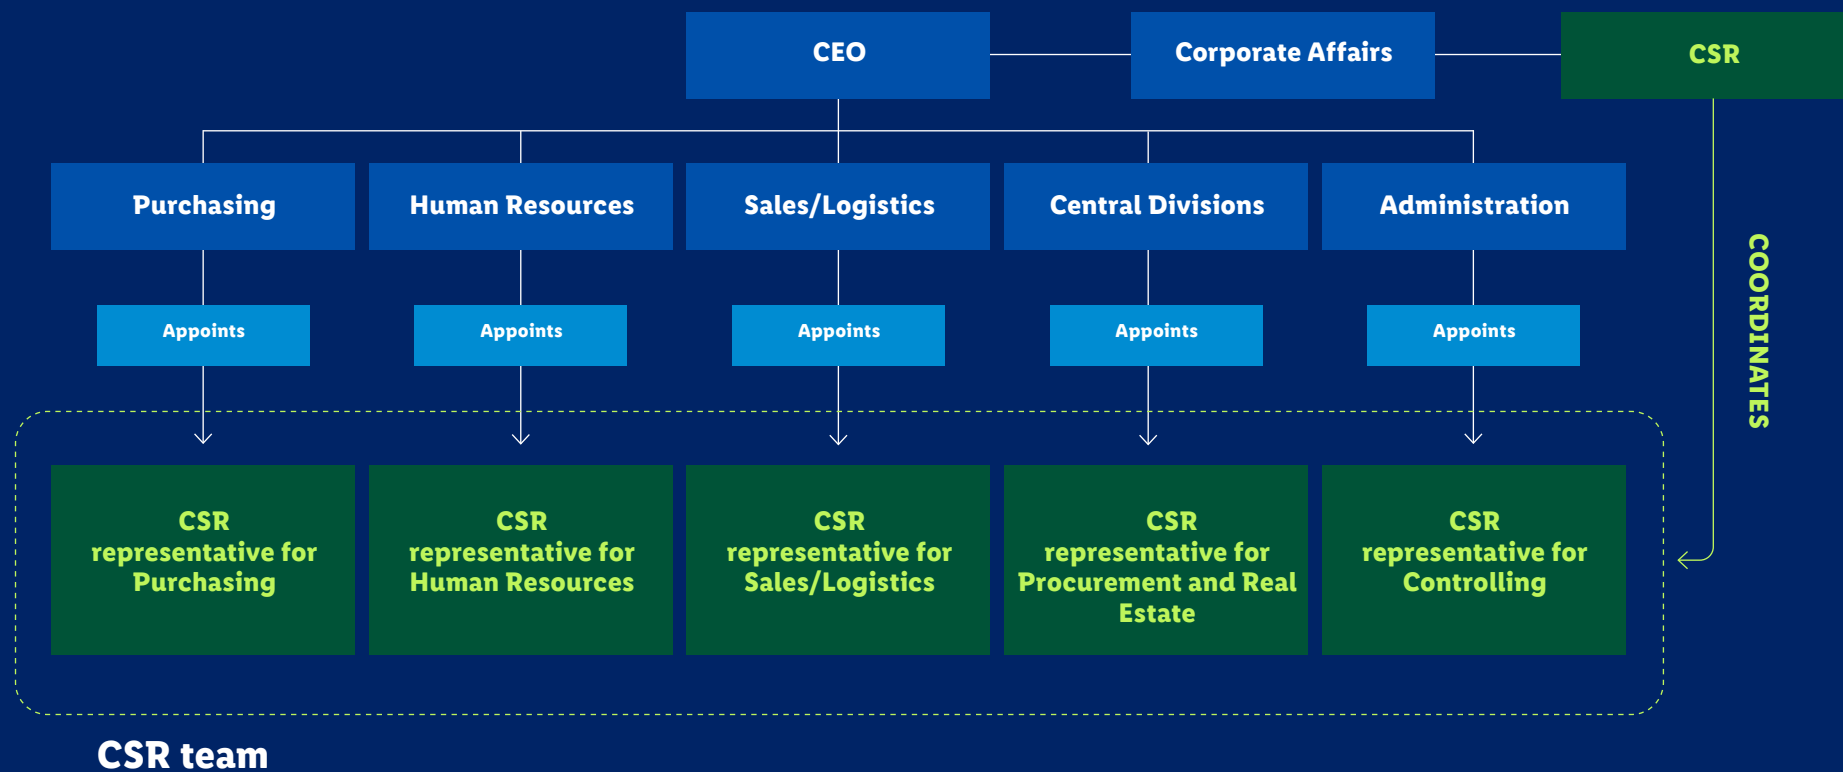 CEO
Corporate Affairs
CSR
Purchasing
Human Resources
Sales/Logistics
Central Divisions
Administration
COORDINATES
Appoints
Appoints
Appoints
Appoints
Appoints
CSR
representative for
Purchasing
CSR
representative for
Human Resources
CSR
representative for
Sales/Logistics
CSR
representative for
Procurement and Real
Estate
CSR
representative for
Controlling
CSR team